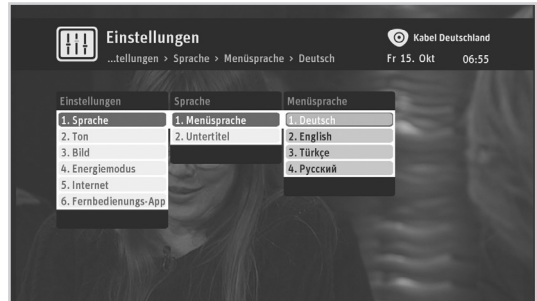 Einstellungen
...tellungen > Sprache > Menüsprache > Deutsch
Kabel Deutschland
Fr 15. Okt 06:55
Einstellungen
1. Sprache
2. Ton
3. Bild
4. Energiemodus
5. Internet
6. Fernbedienungs-App
Sprache
1. Menüsprache
2. Untertitel
Menüsprache
1. Deutsch
2. English
3. Türkçe
4. Русский